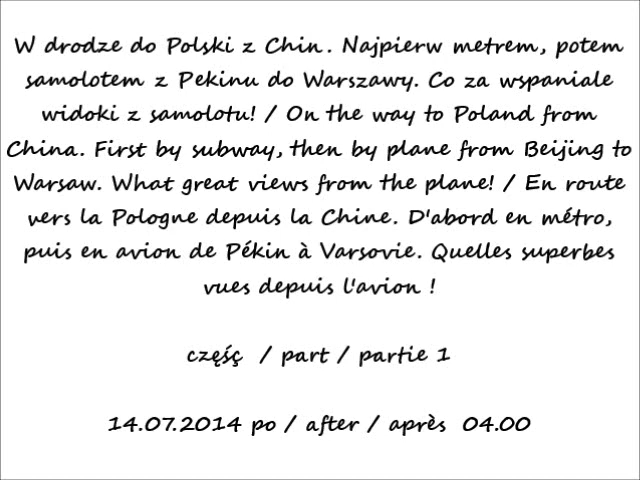 W drodze do Polski z Chin. Najpierw metrem, potem
samolotem z Pekinu do Warszawy. Co za wspaniale
widoki z samolotu! / On the way to Poland from
China. First by subway, then by plane from Beijing to
Warsaw. What great views from the plane! / En route
vers la Pologne depuis la Chine. D'abord en métro,
puis en avion de Pékin à Varsovie. Quelles superbes
vues depuis l'avion !
częśç / part / partie 1
14.07.2014 po / after / après 04.00